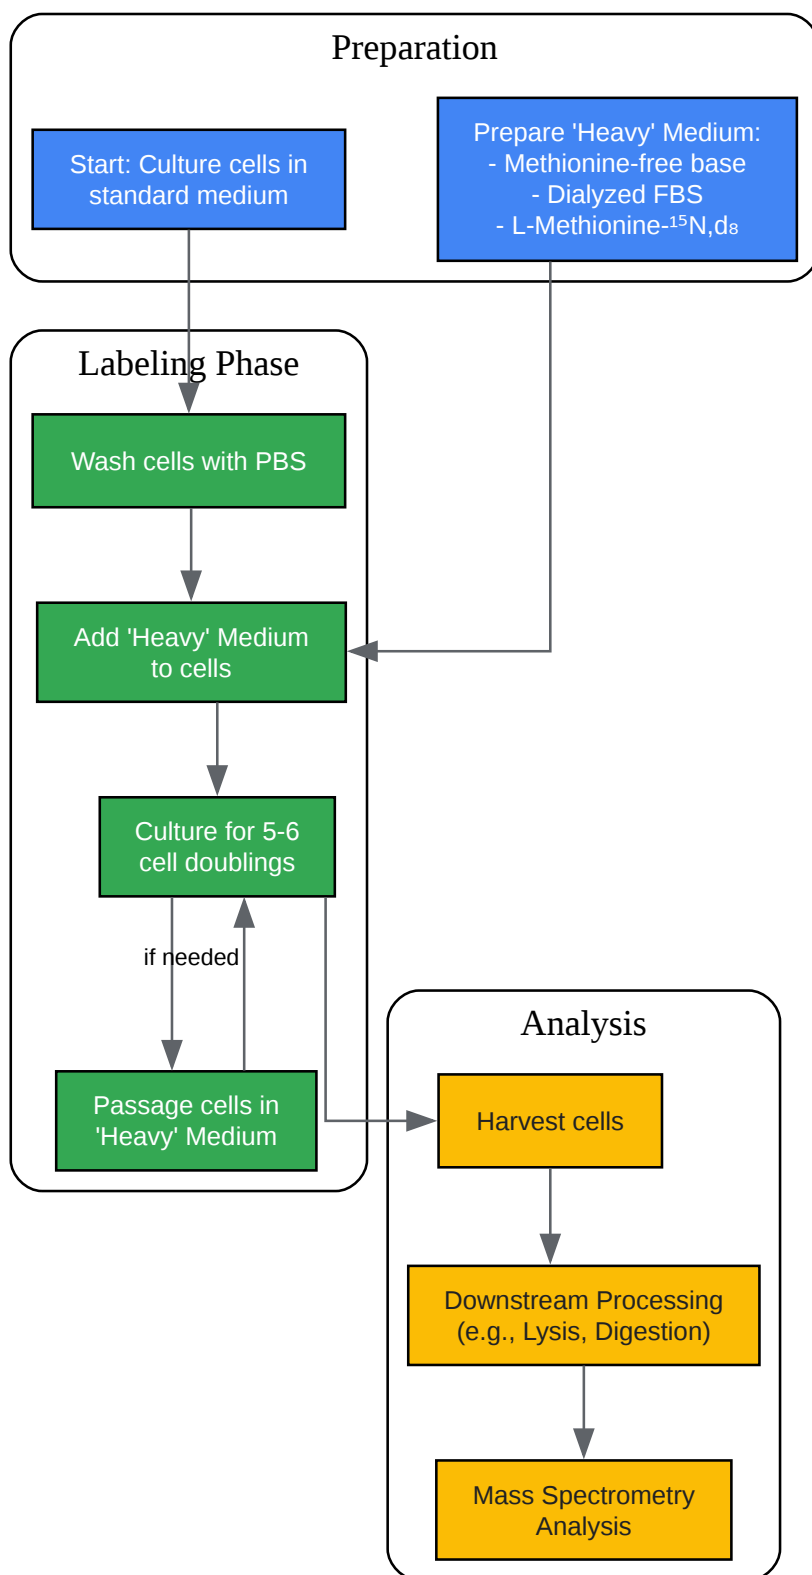 Preparation
Start: Culture cells in
standard medium
Prepare 'Heavy' Medium:
- Methionine-free base
- Dialyzed FBS
- L-Methionine-¹⁵N,d₈
Labeling Phase
Wash cells with PBS
Add 'Heavy' Medium
to cells
Culture for 5-6
cell doublings
if needed
Passage cells in
'Heavy' Medium
Analysis
Harvest cells
Downstream Processing
(e.g., Lysis, Digestion)
Mass Spectrometry
Analysis